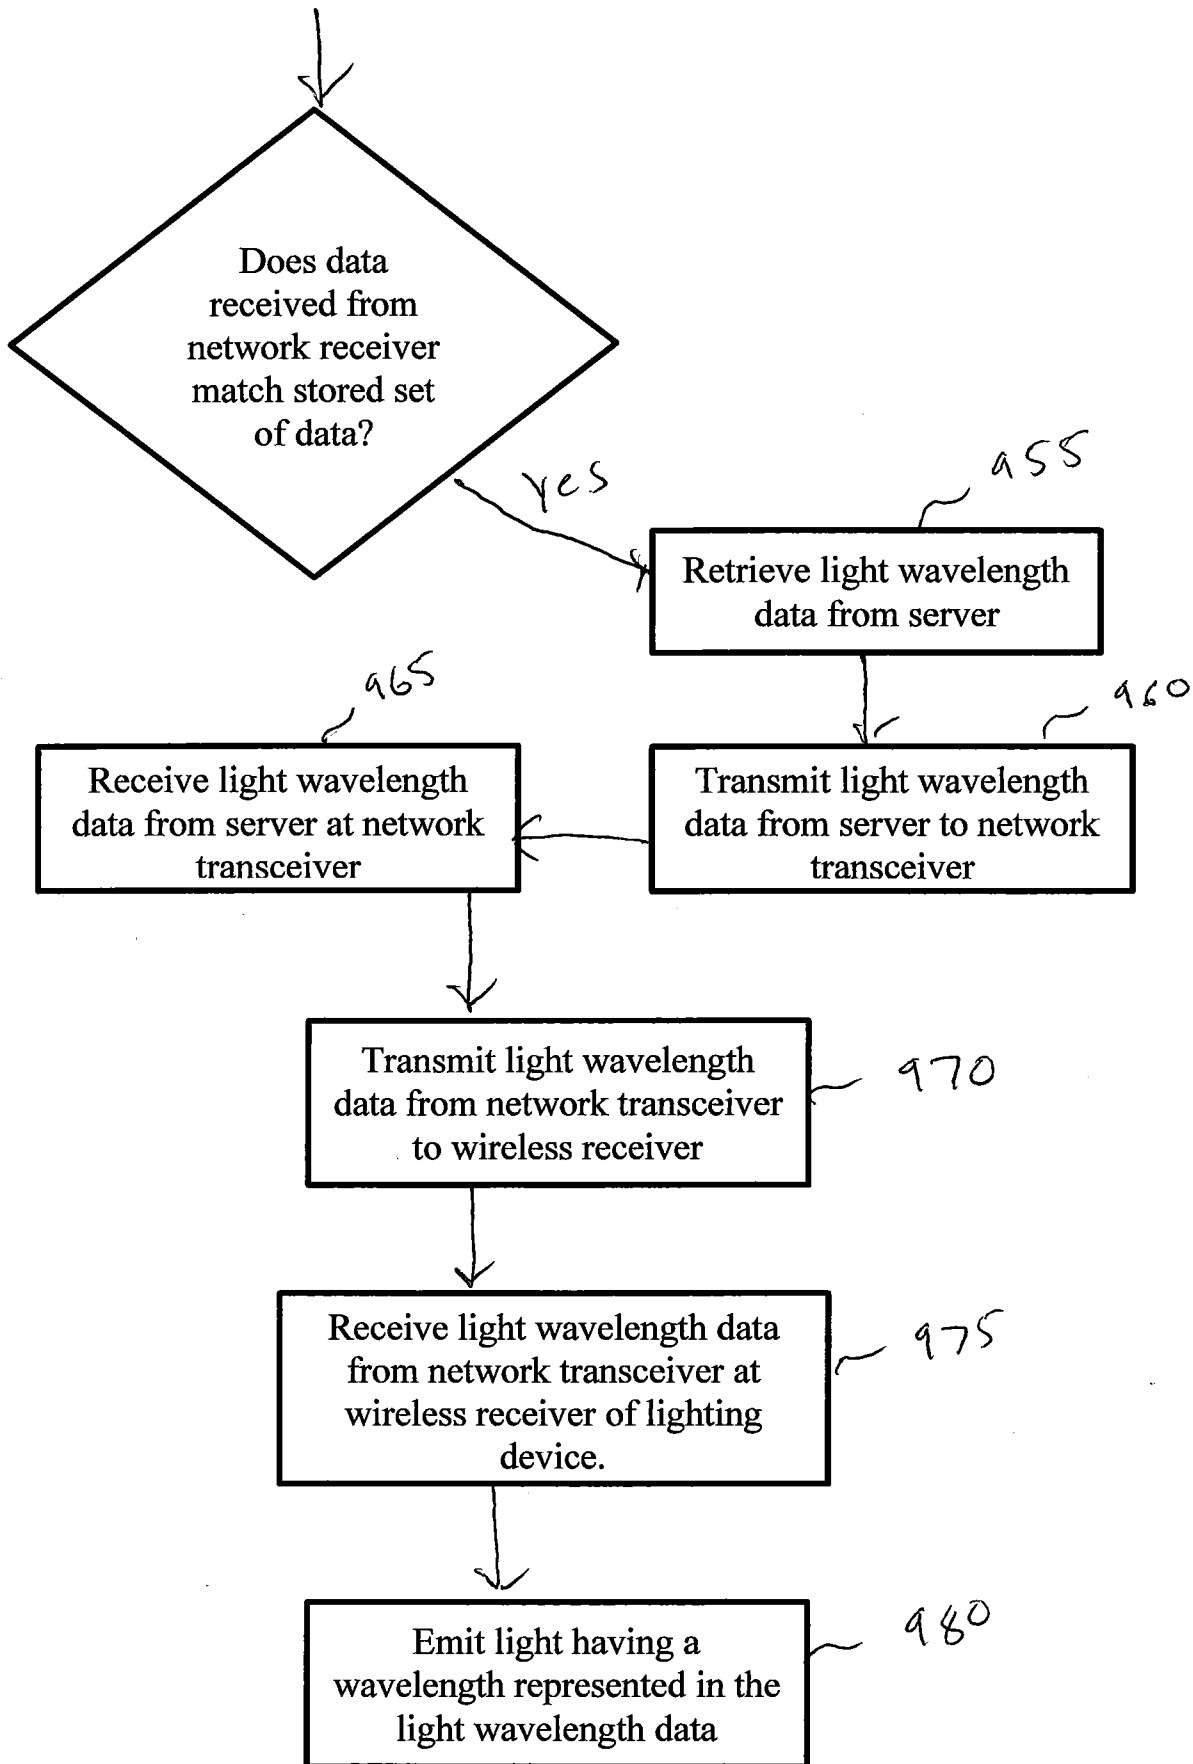 Does data
received from
network receiver
match stored set
of data?
yes
955
Retrieve light wavelength
data from server
965
960
Receive light wavelength
data from server at network
transceiver
Transmit light wavelength
data from server to network
transceiver
Transmit light wavelength
data from network transceiver
to wireless receiver
970
Receive light wavelength data
from network transceiver at
wireless receiver of lighting
device.
975
Emit light having a
wavelength represented in the
light wavelength data
980